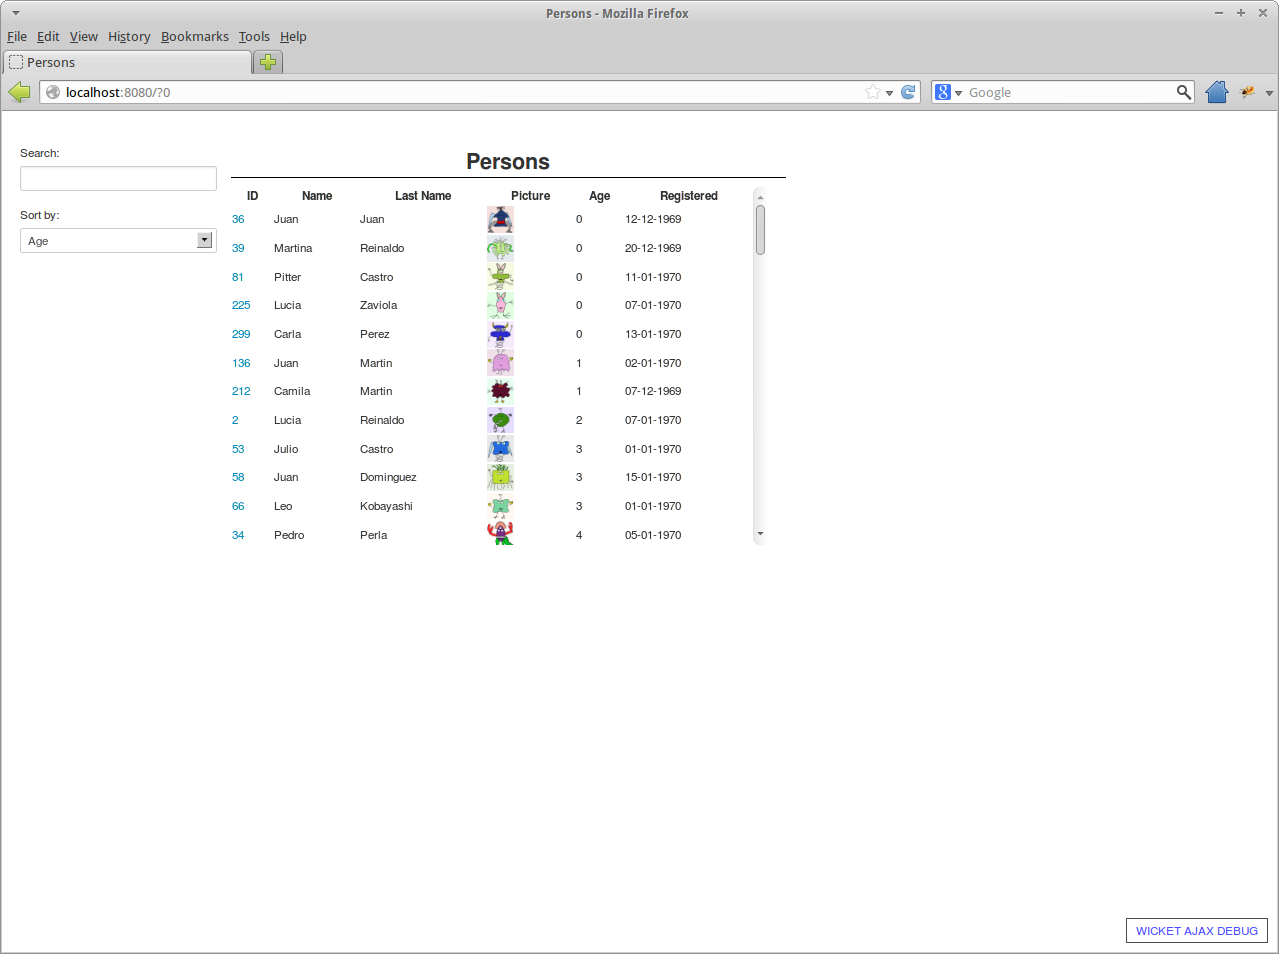 Persons - Mozilla Firefox
File Edit View History Bookmarks Tools Help
Persons
localhost:8080/?0
Google
Search:
Sort by:
Age
Persons
ID Name Last Name Picture Age Registered
36 Juan Juan 0 12-12-1969
39 Martina Reinaldo 0 20-12-1969
81 Pitter Castro 0 11-01-1970
225 Lucia Zaviola 0 07-01-1970
299 Carla Perez 0 13-01-1970
136 Juan Martin 1 02-01-1970
212 Camila Martin 1 07-12-1969
2 Lucia Reinaldo 2 07-01-1970
53 Julio Castro 3 01-01-1970
58 Juan Dominguez 3 15-01-1970
66 Leo Kobayashi 3 01-01-1970
34 Pedro Perla 4 05-01-1970
WICKET AJAX DEBUG